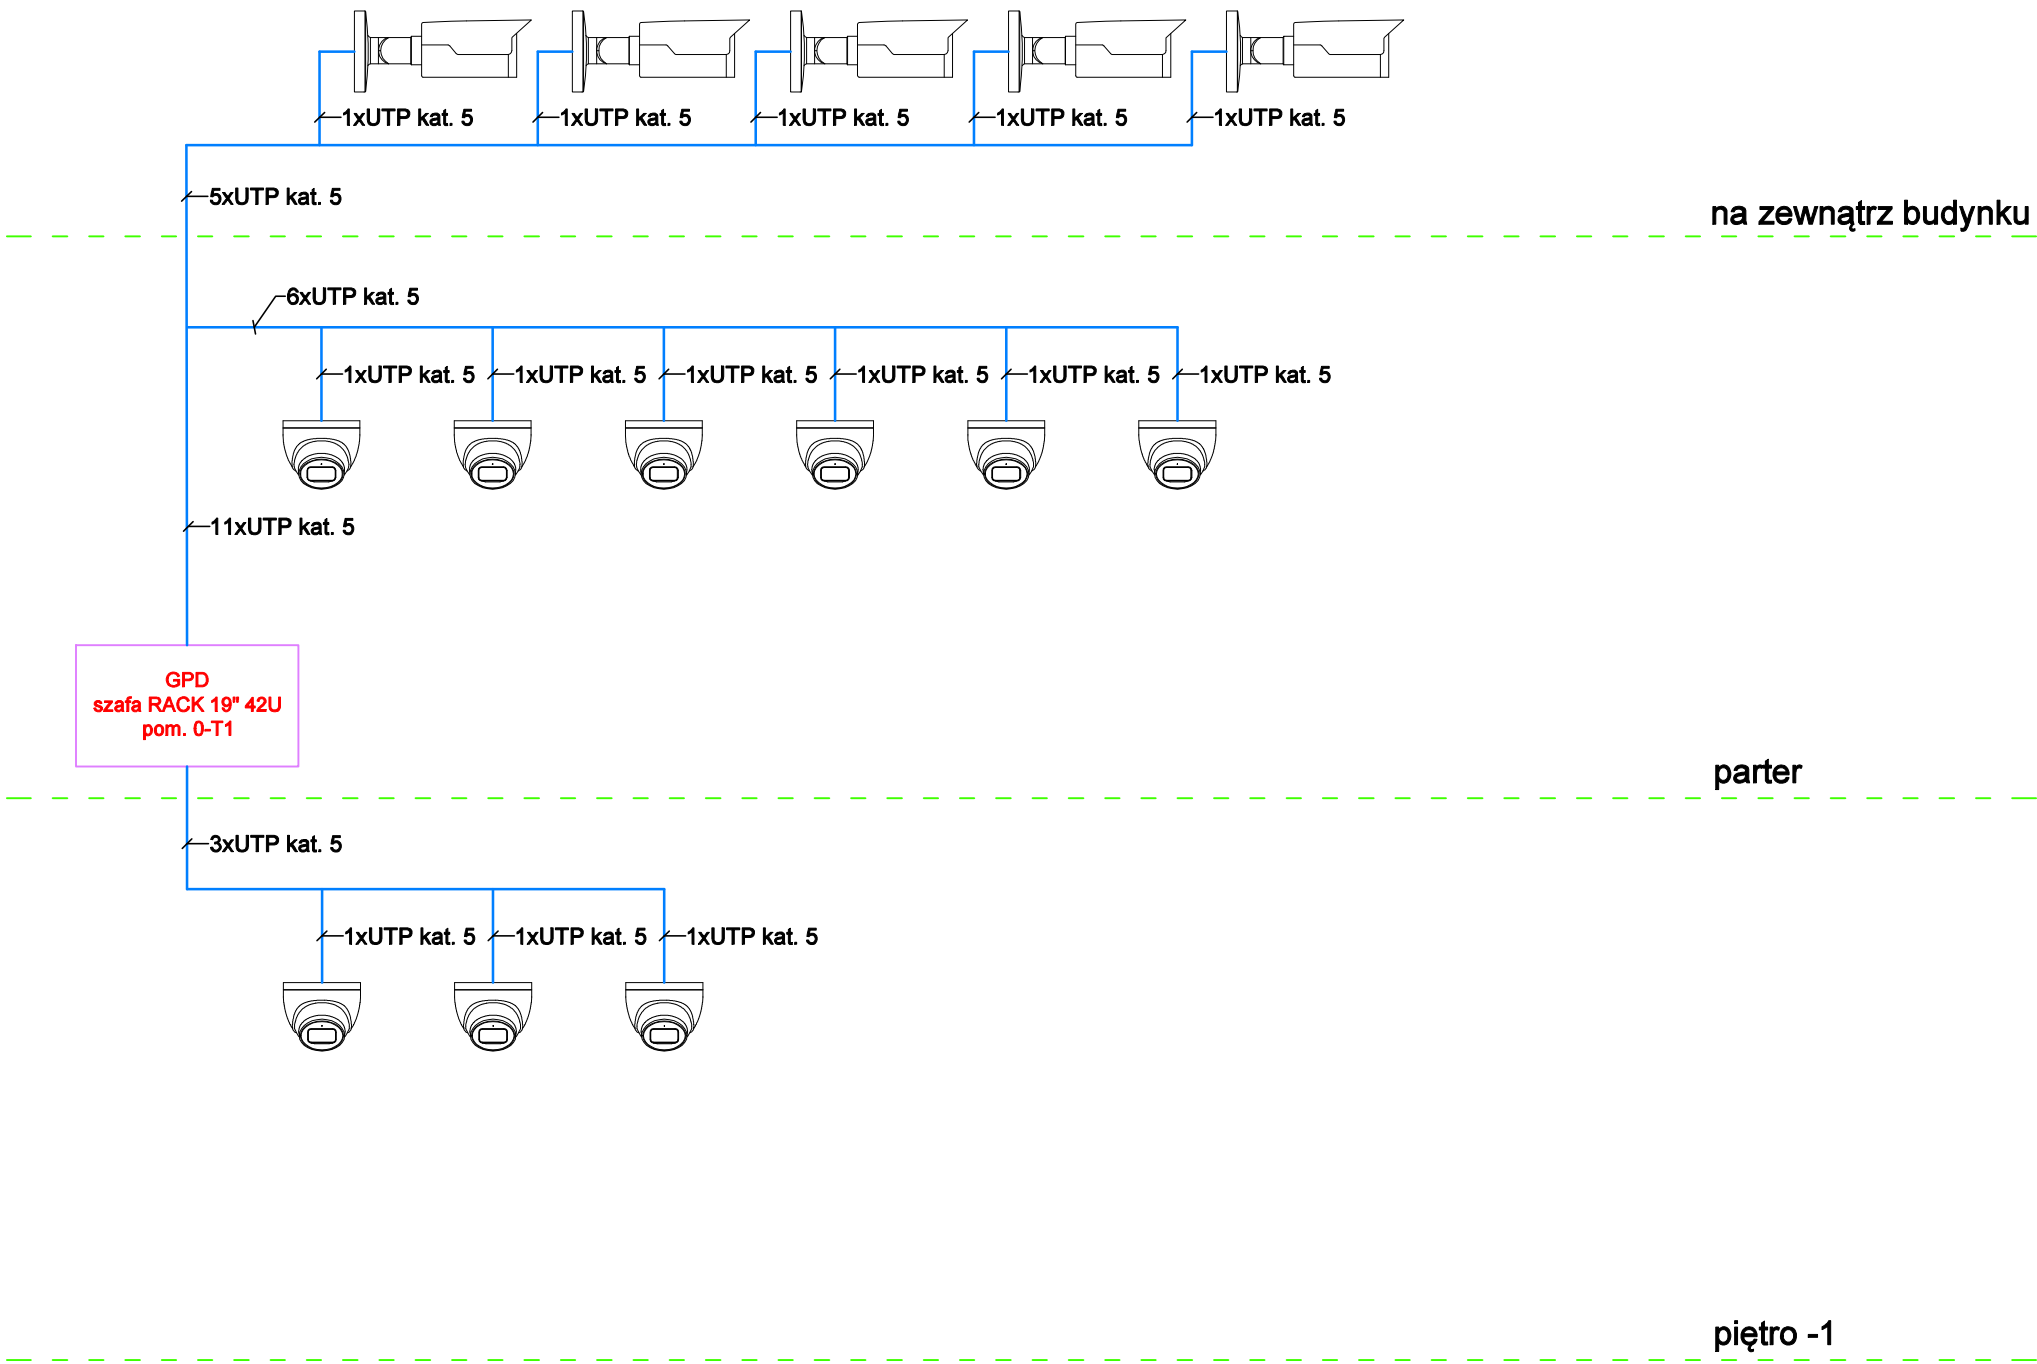 1xUTP kat. 5
1xUTP kat. 5
1xUTP kat. 5
1xUTP kat. 5
1xUTP kat. 5
5xUTP kat. 5
na zewnątrz budynku
6xUTP kat. 5
1xUTP kat. 5
1xUTP kat. 5
1xUTP kat. 5
1xUTP kat. 5
1xUTP kat. 5
1xUTP kat. 5
11xUTP kat. 5
GPD
szafa RACK 19" 42U
pom. 0-T1
parter
3xUTP kat. 5
1xUTP kat. 5
1xUTP kat. 5
1xUTP kat. 5
piętro -1